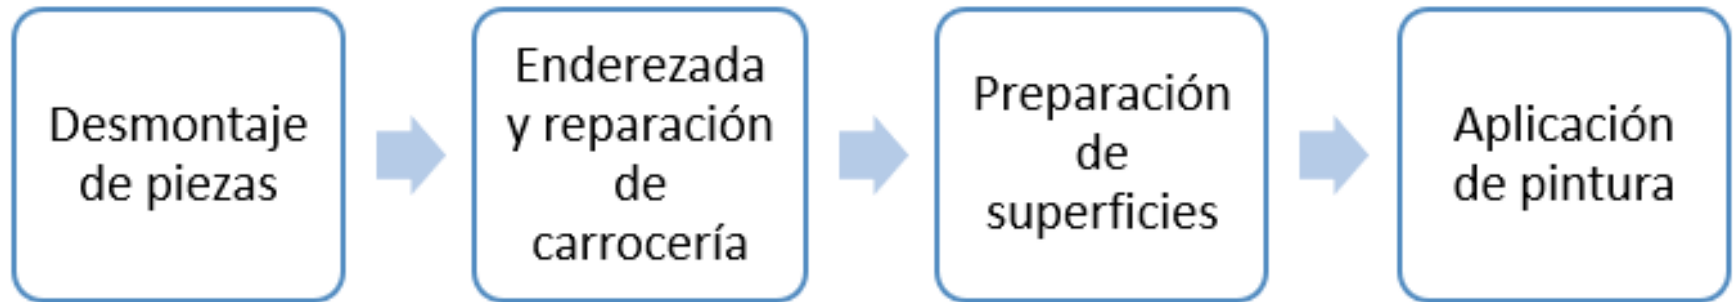 Desmontaje
de piezas
Enderezada
y reparación
de
carrocería
Preparación
de
superficies
Aplicación
de pintura